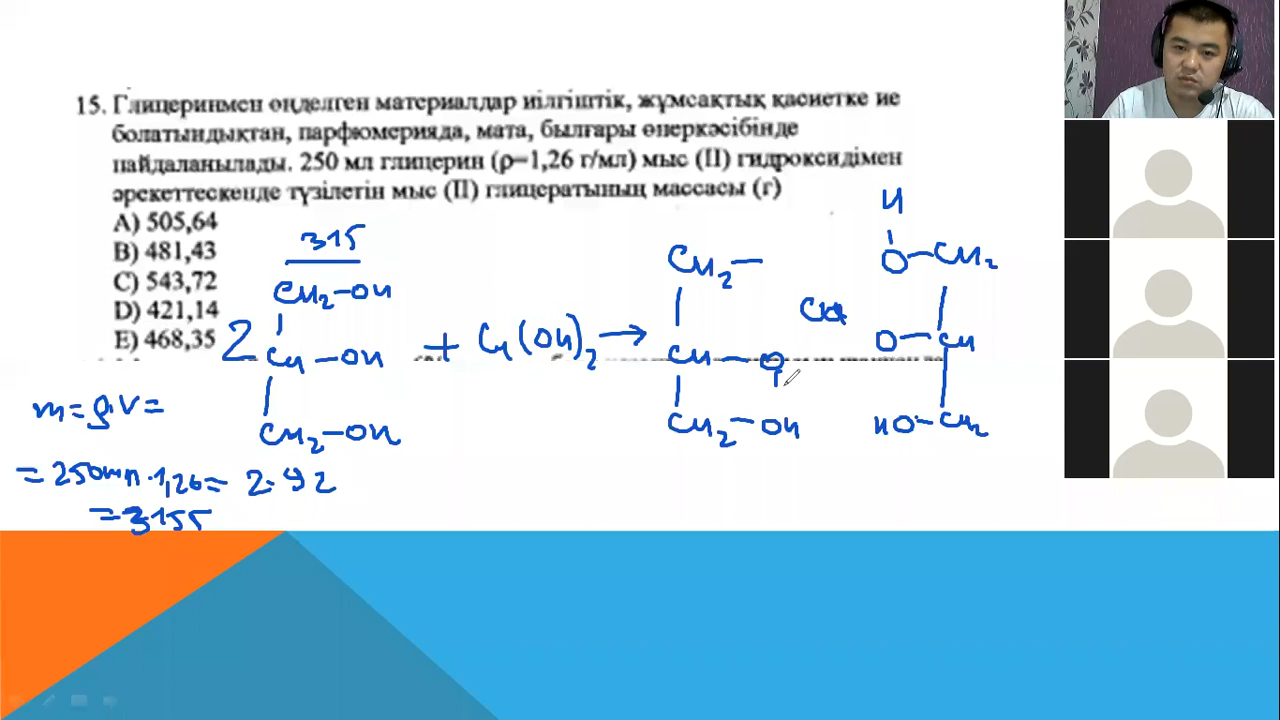 15. Глицеринмен өңделген материалдар иілгіштік, жұмсақтық қасиетке ие
болатындықтан, парфюмерияда, мата, былғары өнеркәсібінде
пайдаланылады. 250 мл глицерин (ρ=1,26 г/мл) мыс (II) гидроксидімен
әрекеттескенде түзілетін мыс (II) глицератының массасы (г)
A) 505,64
B) 481,43
C) 543,72
D) 421,14
E) 468,35
315
CH₂-OH
2 CH-OH + Cu(OH)₂ →
CH₂-OH
2·92
CH₂-
CH-O
CH₂-OH
Cu
H
O-CH₂
O-CH
HO-CH₂
m=ρ·V=
=250мл·1,26=
=315г